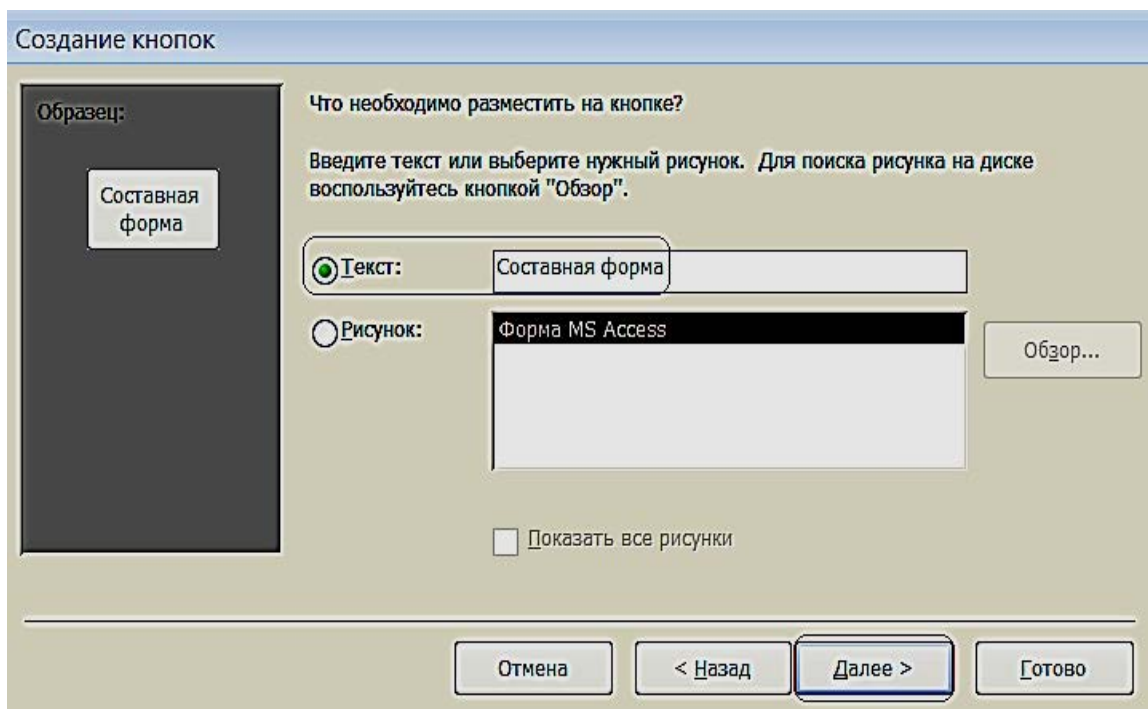 Создание кнопок
Образец:
Составная
форма
Что необходимо разместить на кнопке?
Введите текст или выберите нужный рисунок. Для поиска рисунка на диске
воспользуйтесь кнопкой "Обзор".
Текст: Составная форма
Рисунок: Форма MS Access
Обзор...
Показать все рисунки
Отмена < Назад Далее > Готово